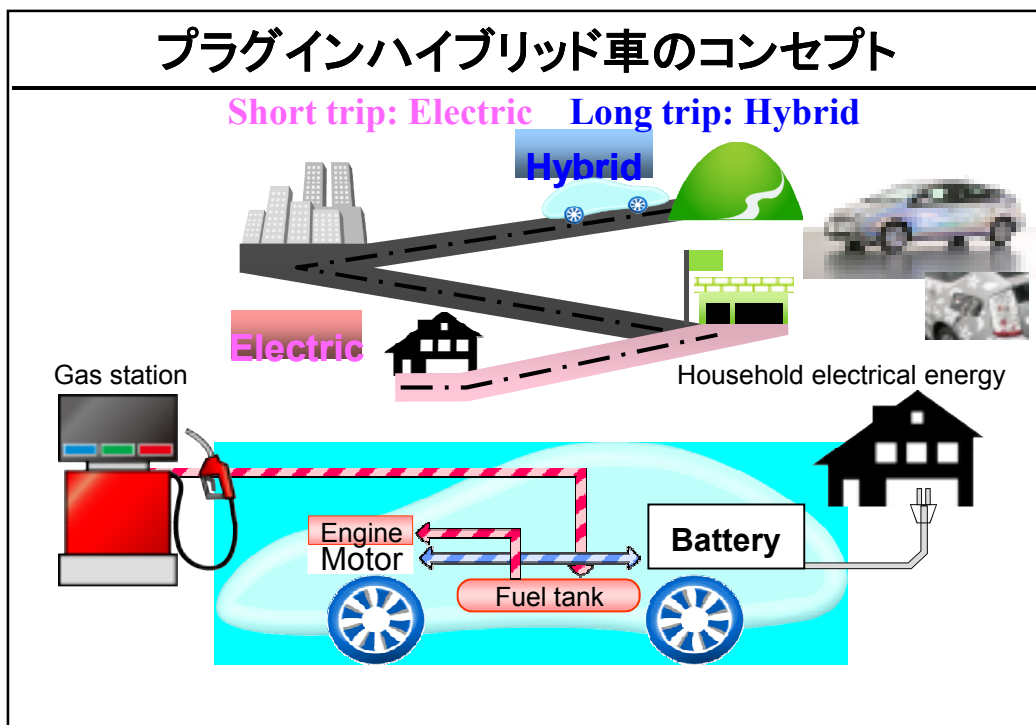 プラグインハイブリッド車のコンセプト
Short trip: Electric Long trip: Hybrid
Hybrid
Electric
Gas station
Household electrical energy
Engine
Motor
Battery
Fuel tank